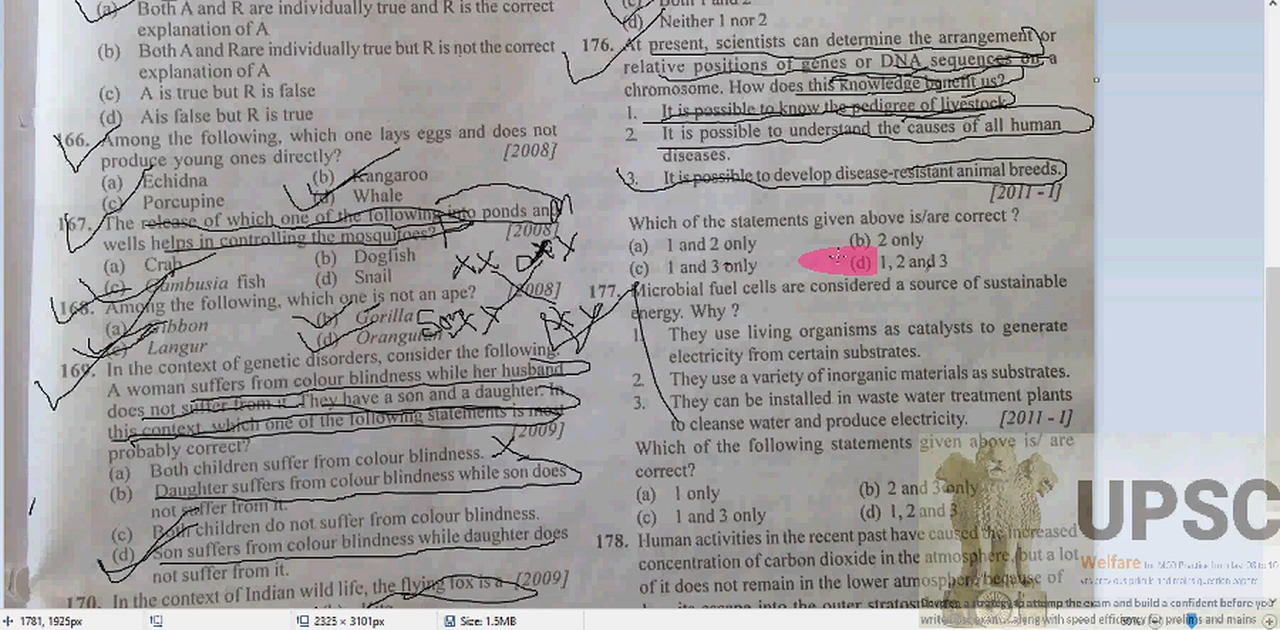 (a) Both A and R are individually true and R is the correct
explanation of A
(b) Both A and Rare individually true but R is not the correct
explanation of A
(c) A is true but R is false
(d) Ais false but R is true
166. Among the following, which one lays eggs and does not
produce young ones directly? [2008]
(a) Echidna (b) Kangaroo
(c) Porcupine (d) Whale
167. The release of which one of the following into ponds and
wells helps in controlling the mosquitoes? [2008]
(a) Crab (b) Dogfish
(c) Gambusia fish (d) Snail
168. Among the following, which one is not an ape? [2008]
(a) Gibbon (b) Gorilla
(c) Langur (d) Orangutan
169. In the context of genetic disorders, consider the following:
A woman suffers from colour blindness while her husband
does not suffer from it. They have a son and a daughter. In
this context, which one of the following statements is most
probably correct? [2009]
(a) Both children suffer from colour blindness.
(b) Daughter suffers from colour blindness while son does
not suffer from it.
(c) Both children do not suffer from colour blindness.
(d) Son suffers from colour blindness while daughter does
not suffer from it.
170. In the context of Indian wild life, the flying fox is a [2009]
(c) Both 1 and 2
(d) Neither 1 nor 2
176. At present, scientists can determine the arrangement or
relative positions of genes or DNA sequences on a
chromosome. How does this knowledge benefit us?
1. It is possible to know the pedigree of livestock
2. It is possible to understand the causes of all human
diseases.
3. It is possible to develop disease-resistant animal breeds.
[2011 - I]
Which of the statements given above is/are correct ?
(a) 1 and 2 only (b) 2 only
(c) 1 and 3 only (d) 1, 2 and 3
177. Microbial fuel cells are considered a source of sustainable
energy. Why ?
1. They use living organisms as catalysts to generate
electricity from certain substrates.
2. They use a variety of inorganic materials as substrates.
3. They can be installed in waste water treatment plants
to cleanse water and produce electricity. [2011 - I]
Which of the following statements given above is/ are
correct?
(a) 1 only (b) 2 and 3 only
(c) 1 and 3 only (d) 1, 2 and 3
178. Human activities in the recent past have caused the increased
concentration of carbon dioxide in the atmosphere, but a lot
of it does not remain in the lower atmosphere because of
its escape into the outer
UPSC
Welfare
1781, 1925px
2325 × 3101px
Size: 1.5MB